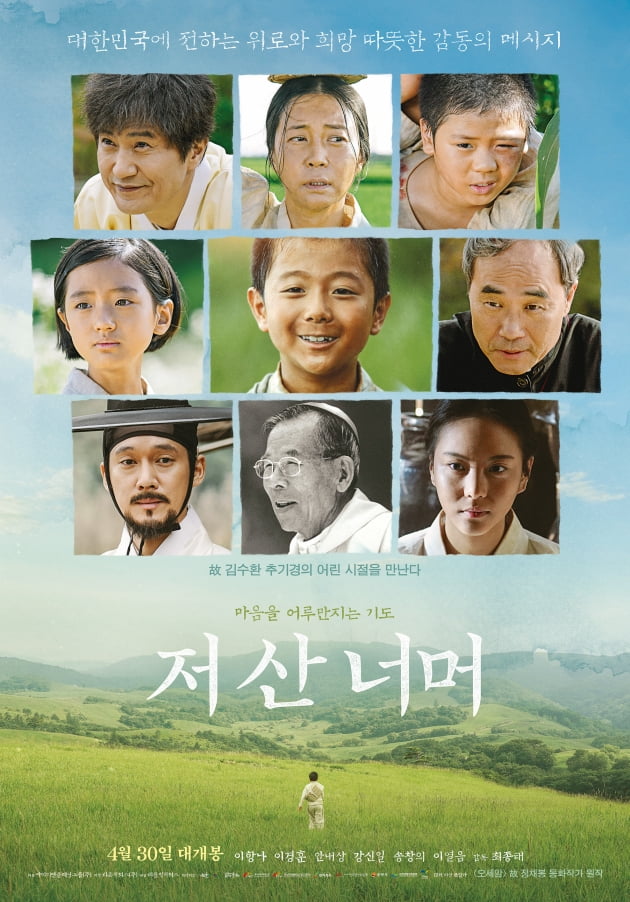 대한민국에 전하는 위로와 희망 따뜻한 감동의 메시지
故 김수환 추기경의 어린 시절을 만난다
마음을 어루만지는 기도
저 산 너머
4월 30일 대개봉 이항나 이경훈 안내상 강신일 송창의 이열음 감독 최종태
〈오세암〉 故 정채봉 동화작가 원작